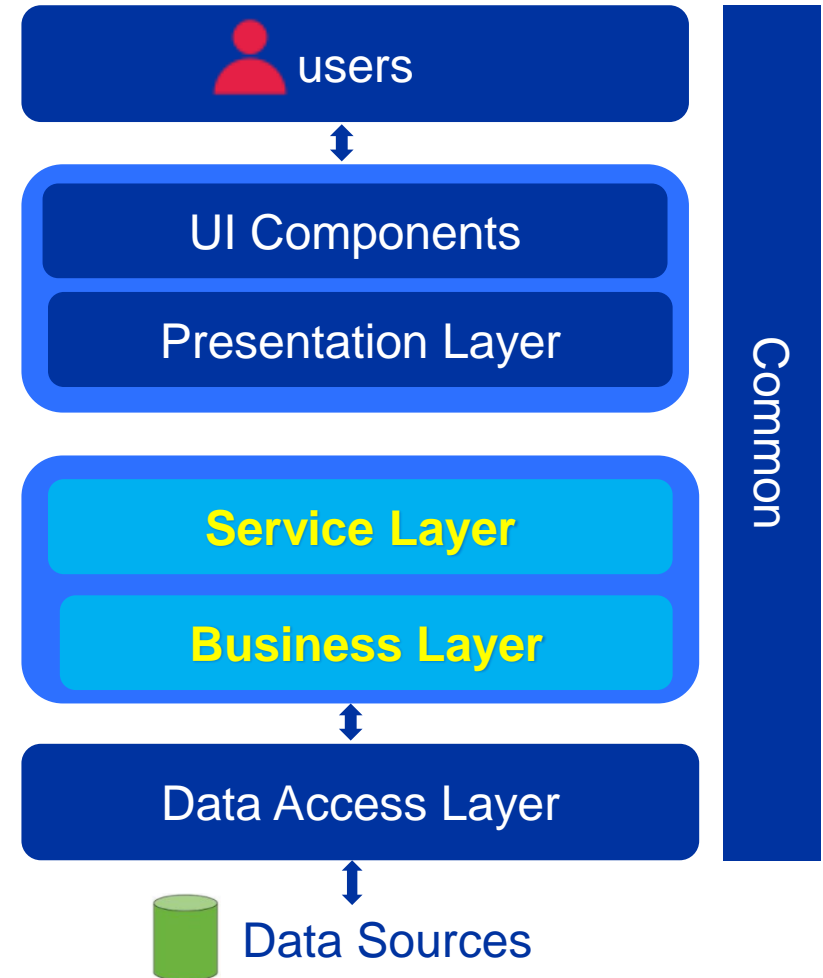 users
UI Components
Presentation Layer
Common
Service Layer
Business Layer
Data Access Layer
Data Sources